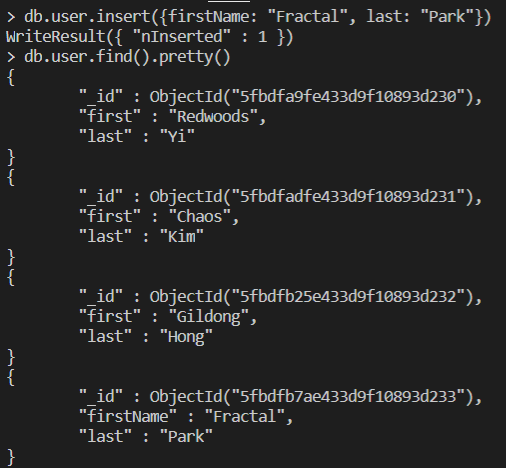 > db.user.insert({firstName: "Fractal", last: "Park"})
WriteResult({ "nInserted" : 1 })
> db.user.find().pretty()
{
        "_id" : ObjectId("5fbdfa9fe433d9f10893d230"),
        "first" : "Redwoods",
        "last" : "Yi"
}
{
        "_id" : ObjectId("5fbdfadfe433d9f10893d231"),
        "first" : "Chaos",
        "last" : "Kim"
}
{
        "_id" : ObjectId("5fbdfb25e433d9f10893d232"),
        "first" : "Gildong",
        "last" : "Hong"
}
{
        "_id" : ObjectId("5fbdfb7ae433d9f10893d233"),
        "firstName" : "Fractal",
        "last" : "Park"
}